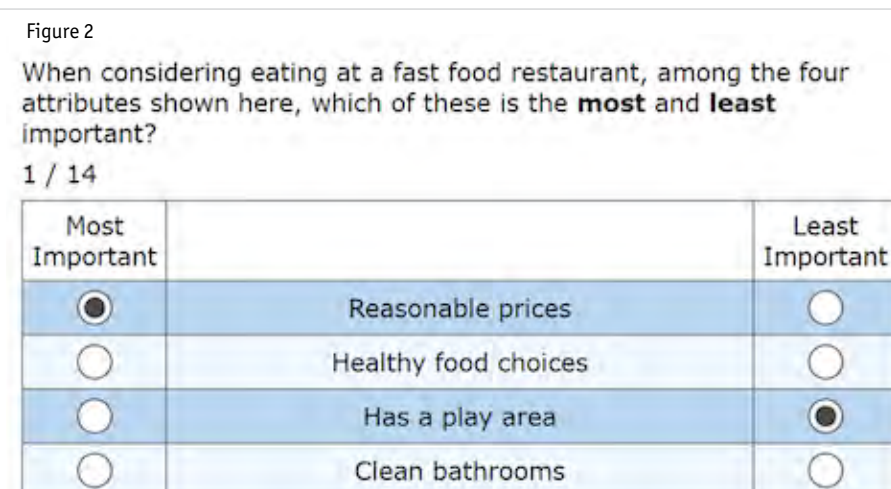 Figure 2
When considering eating at a fast food restaurant, among the four
attributes shown here, which of these is the most and least
important?
1 / 14
Most
Important
Least
Important
Reasonable prices
Healthy food choices
Has a play area
Clean bathrooms